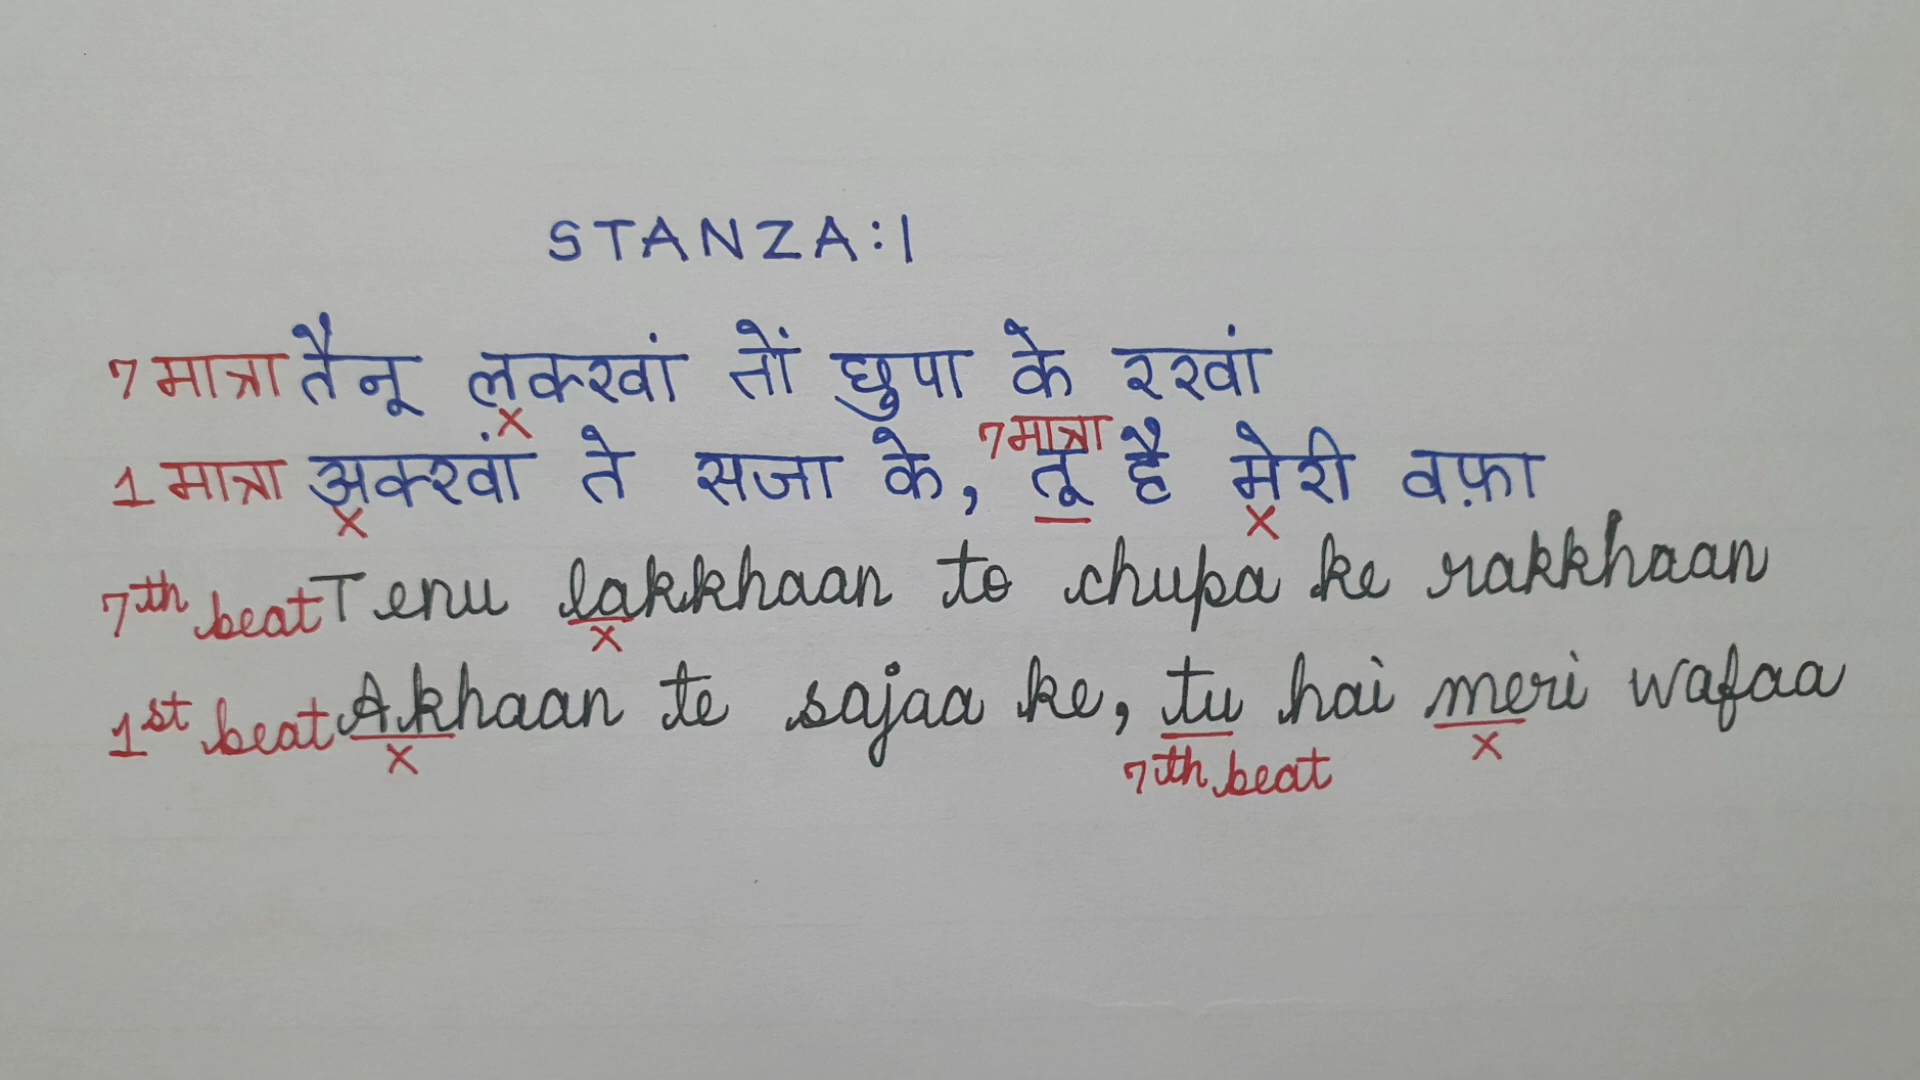 STANZA:1
7 मात्रा तैनू लक्खां तों छुपा के रखां
x 7 मात्रा
1 मात्रा अक्खां ते सजा के, तू है मेरी वफ़ा
x x
7th beat Tenu lakkhaan to chupa ke rakkhaan
x
1st beat Akhaan te sajaa ke, tu hai meri wafaa
x 7th beat x